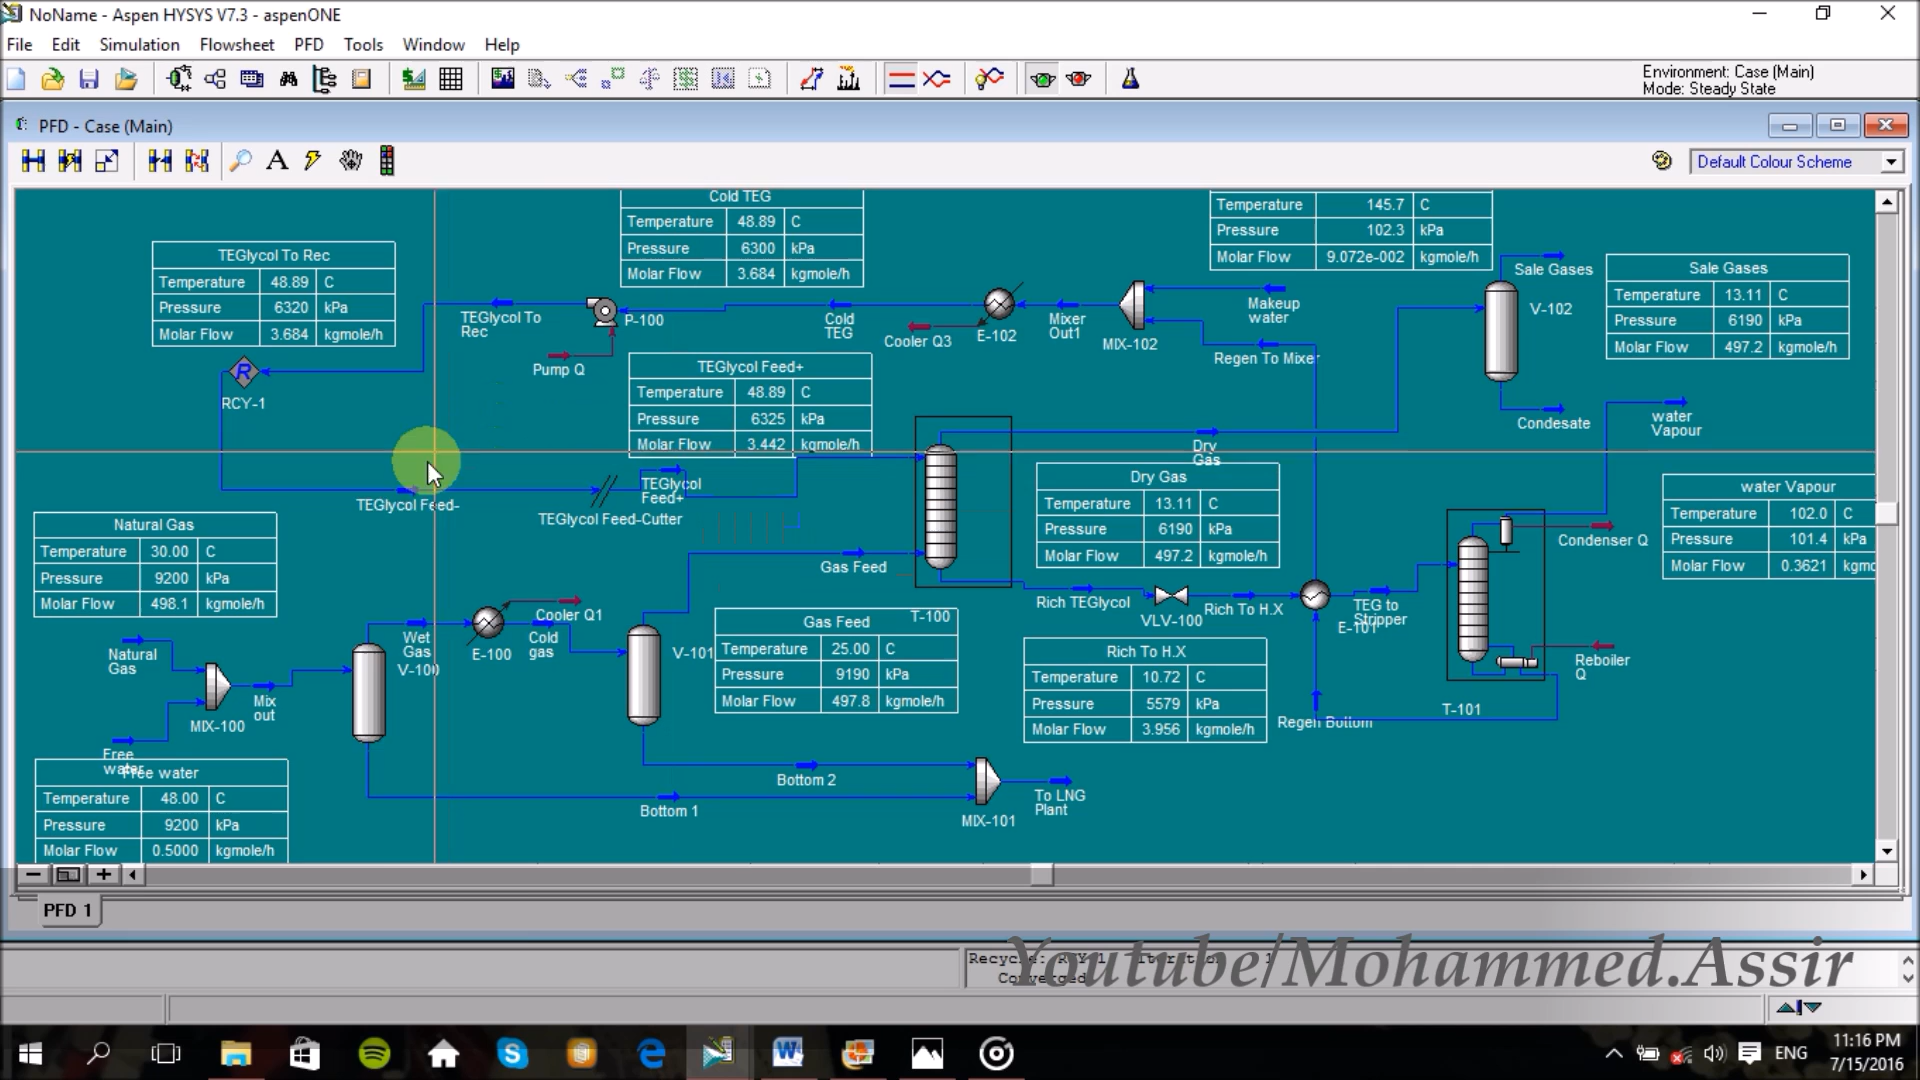 NoName - Aspen HYSYS V7.3 - aspenONE
File Edit Simulation Flowsheet PFD Tools Window Help
Environment: Case (Main)
Mode: Steady State
PFD - Case (Main)
A
Default Colour Scheme
Cold TEG
Temperature 48.89 C
Pressure 6300 kPa
Molar Flow 3.684 kgmole/h
Temperature 145.7 C
Pressure 102.3 kPa
Molar Flow 9.072e-002 kgmole/h
TEGlycol To Rec
Temperature 48.89 C
Pressure 6320 kPa
Molar Flow 3.684 kgmole/h
Sale Gases
V-102
Condesate
Sale Gases
Temperature 13.11 C
Pressure 6190 kPa
Molar Flow 497.2 kgmole/h
TEGlycol To
Rec
P-100
Pump Q
Cold
TEG
Cooler Q3
E-102
Mixer
Out1
MIX-102
Makeup
water
Regen To Mixer
R
RCY-1
TEGlycol Feed+
Temperature 48.89 C
Pressure 6325 kPa
Molar Flow 3.442 kgmole/h
water
Vapour
Dry
Gas
TEGlycol Feed-
TEGlycol
Feed+
TEGlycol Feed-Cutter
Dry Gas
Temperature 13.11 C
Pressure 6190 kPa
Molar Flow 497.2 kgmole/h
water Vapour
Temperature 102.0 C
Pressure 101.4 kPa
Molar Flow 0.3621 kgmc
Condenser Q
Natural Gas
Temperature 30.00 C
Pressure 9200 kPa
Molar Flow 498.1 kgmole/h
Gas Feed
T-100
Rich TEGlycol
VLV-100
Rich To H.X
E-101
TEG to
Stripper
Wet
Gas
V-100
E-100
Cooler Q1
Cold
gas
V-101
Gas Feed
Temperature 25.00 C
Pressure 9190 kPa
Molar Flow 497.8 kgmole/h
Rich To H.X
Temperature 10.72 C
Pressure 5579 kPa
Molar Flow 3.956 kgmole/h
Reboiler
Q
T-101
Regen Bottom
Natural
Gas
MIX-100
Mix
out
Free
water
Free water
Temperature 48.00 C
Pressure 9200 kPa
Molar Flow 0.5000 kgmole/h
Bottom 2
Bottom 1
MIX-101
To LNG
Plant
PFD 1
Converged
Youtube/Mohammed.Assir
ENG
11:16 PM
7/15/2016